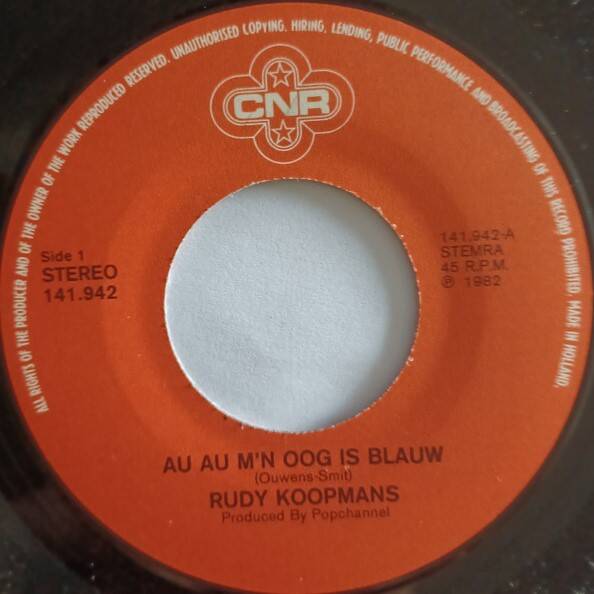 ALL RIGHTS OF THE PRODUCER AND OF THE OWNER OF THE WORK REPRODUCED RESERVED. UNAUTHORISED COPYING, HIRING, LENDING, PUBLIC PERFORMANCE AND BROADCASTING OF THIS RECORD PROHIBITED. MADE IN HOLLAND.
CNR
Side 1
STEREO
141.942
141.942-A
STEMRA
45 R.P.M.
℗ 1982
AU AU M'N OOG IS BLAUW
(Ouwens-Smit)
RUDY KOOPMANS
Produced By Popchannel